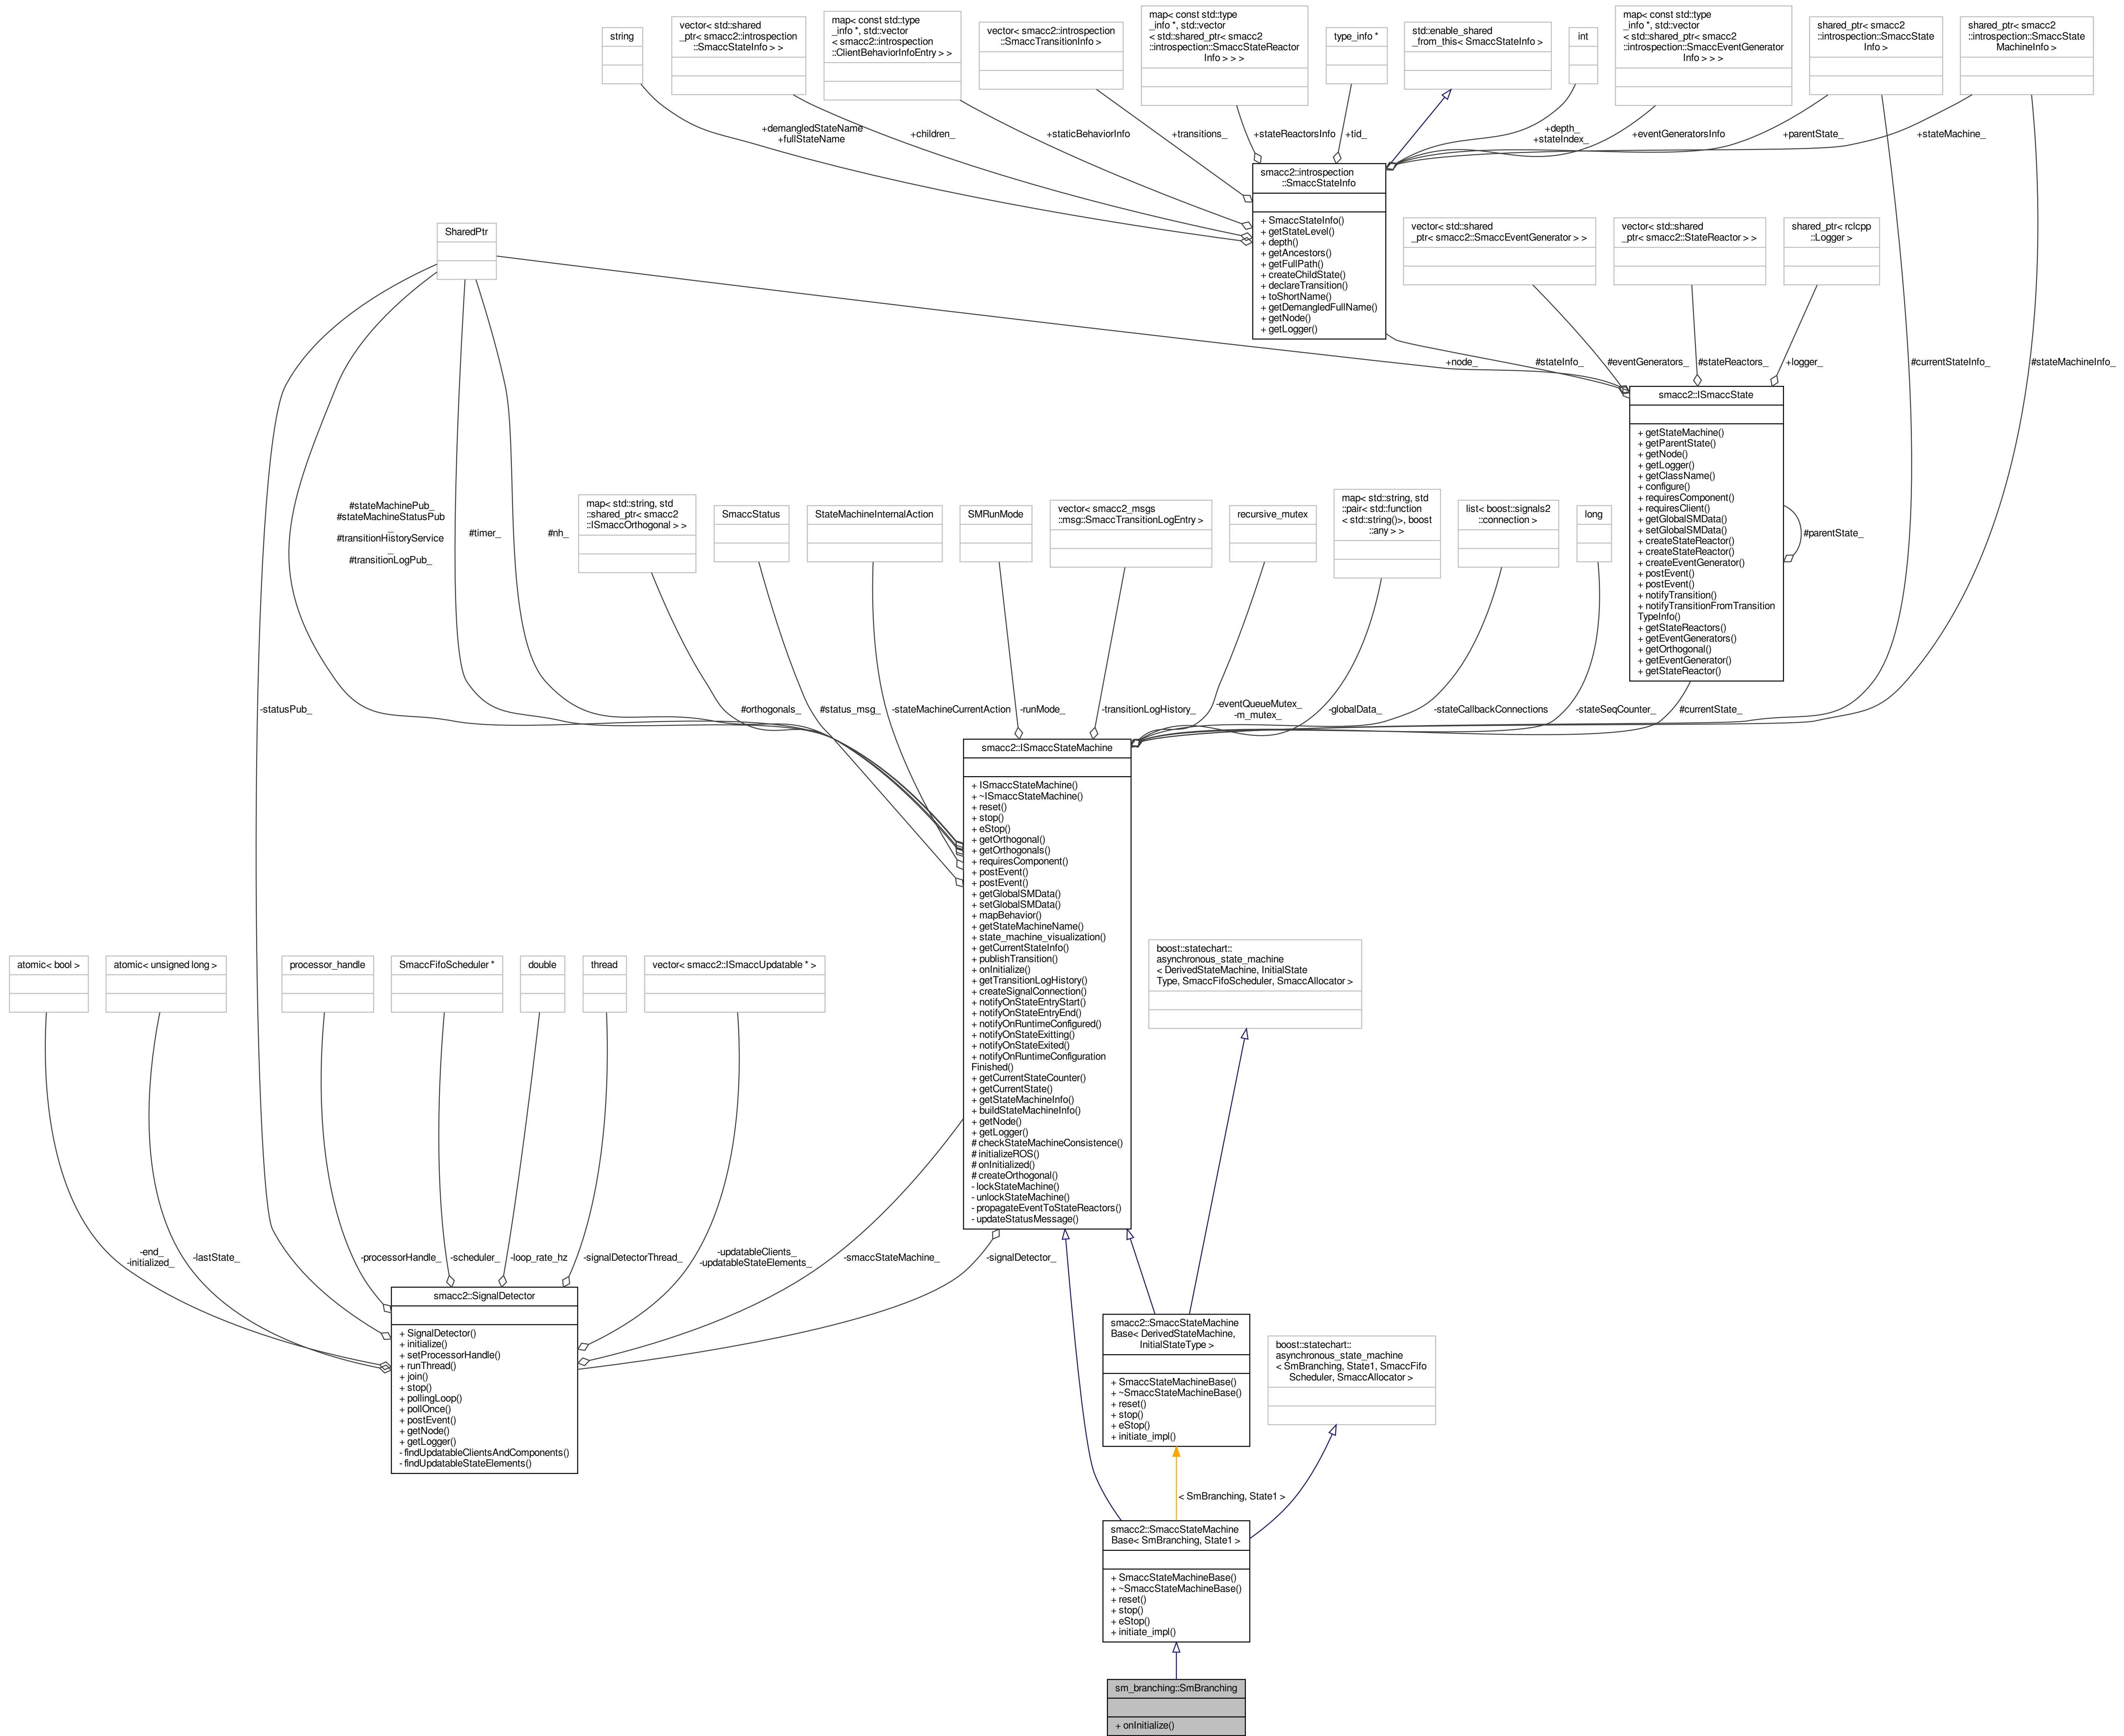 string
vector< std::shared
_ptr< smacc2::introspection
::SmaccStateInfo > >
map< const std::type
_info *, std::vector
< smacc2::introspection
::ClientBehaviorInfoEntry > >
vector< smacc2::introspection
::SmaccTransitionInfo >
map< const std::type
_info *, std::vector
< std::shared_ptr< smacc2
::introspection::SmaccStateReactor
Info > > >
type_info *
std::enable_shared
_from_this< SmaccStateInfo >
int
map< const std::type
_info *, std::vector
< std::shared_ptr< smacc2
::introspection::SmaccEventGenerator
Info > > >
shared_ptr< smacc2
::introspection::SmaccState
Info >
shared_ptr< smacc2
::introspection::SmaccState
MachineInfo >
+demangledStateName
+fullStateName
+children_
+staticBehaviorInfo
+transitions_
+stateReactorsInfo
+tid_
+depth_
+stateIndex_
+eventGeneratorsInfo
+parentState_
+stateMachine_
smacc2::introspection
::SmaccStateInfo
+ SmaccStateInfo()
+ getStateLevel()
+ depth()
+ getAncestors()
+ getFullPath()
+ createChildState()
+ declareTransition()
+ toShortName()
+ getDemangledFullName()
+ getNode()
+ getLogger()
SharedPtr
vector< std::shared
_ptr< smacc2::SmaccEventGenerator > >
vector< std::shared
_ptr< smacc2::StateReactor > >
shared_ptr< rclcpp
::Logger >
+node_
#stateInfo_
#eventGenerators_
#stateReactors_
+logger_
#currentStateInfo_
#stateMachineInfo_
smacc2::ISmaccState
+ getStateMachine()
+ getParentState()
+ getNode()
+ getLogger()
+ getClassName()
+ configure()
+ requiresComponent()
+ requiresClient()
+ getGlobalSMData()
+ setGlobalSMData()
+ createStateReactor()
+ createStateReactor()
+ createEventGenerator()
+ postEvent()
+ postEvent()
+ notifyTransition()
+ notifyTransitionFromTransition
TypeInfo()
+ getStateReactors()
+ getEventGenerators()
+ getOrthogonal()
+ getEventGenerator()
+ getStateReactor()
#parentState_
#stateMachinePub_
#stateMachineStatusPub
_
#transitionHistoryService
_
#transitionLogPub_
#timer_
#nh_
map< std::string, std
::shared_ptr< smacc2
::ISmaccOrthogonal > >
SmaccStatus
StateMachineInternalAction
SMRunMode
vector< smacc2_msgs
::msg::SmaccTransitionLogEntry >
recursive_mutex
map< std::string, std
::pair< std::function
< std::string()>, boost
::any > >
list< boost::signals2
::connection >
long
-statusPub_
#orthogonals_
#status_msg_
-stateMachineCurrentAction
-runMode_
-transitionLogHistory_
-eventQueueMutex_
-m_mutex_
-globalData_
-stateCallbackConnections
-stateSeqCounter_
#currentState_
smacc2::ISmaccStateMachine
+ ISmaccStateMachine()
+ ~ISmaccStateMachine()
+ reset()
+ stop()
+ eStop()
+ getOrthogonal()
+ getOrthogonals()
+ requiresComponent()
+ postEvent()
+ postEvent()
+ getGlobalSMData()
+ setGlobalSMData()
+ mapBehavior()
+ getStateMachineName()
+ state_machine_visualization()
+ getCurrentStateInfo()
+ publishTransition()
+ onInitialize()
+ getTransitionLogHistory()
+ createSignalConnection()
+ notifyOnStateEntryStart()
+ notifyOnStateEntryEnd()
+ notifyOnRuntimeConfigured()
+ notifyOnStateExitting()
+ notifyOnStateExited()
+ notifyOnRuntimeConfiguration
Finished()
+ getCurrentStateCounter()
+ getCurrentState()
+ getStateMachineInfo()
+ buildStateMachineInfo()
+ getNode()
+ getLogger()
# checkStateMachineConsistence()
# initializeROS()
# onInitialized()
# createOrthogonal()
- lockStateMachine()
- unlockStateMachine()
- propagateEventToStateReactors()
- updateStatusMessage()
atomic< bool >
atomic< unsigned long >
processor_handle
SmaccFifoScheduler *
double
thread
vector< smacc2::ISmaccUpdatable * >
boost::statechart::
asynchronous_state_machine
< DerivedStateMachine, InitialState
Type, SmaccFifoScheduler, SmaccAllocator >
-end_
-initialized_
-lastState_
-processorHandle_
-scheduler_
-loop_rate_hz
-signalDetectorThread_
-updatableClients_
-updatableStateElements_
-smaccStateMachine_
-signalDetector_
smacc2::SignalDetector
+ SignalDetector()
+ initialize()
+ setProcessorHandle()
+ runThread()
+ join()
+ stop()
+ pollingLoop()
+ pollOnce()
+ postEvent()
+ getNode()
+ getLogger()
- findUpdatableClientsAndComponents()
- findUpdatableStateElements()
smacc2::SmaccStateMachine
Base< DerivedStateMachine,
InitialStateType >
+ SmaccStateMachineBase()
+ ~SmaccStateMachineBase()
+ reset()
+ stop()
+ eStop()
+ initiate_impl()
boost::statechart::
asynchronous_state_machine
< SmBranching, State1, SmaccFifo
Scheduler, SmaccAllocator >
< SmBranching, State1 >
smacc2::SmaccStateMachine
Base< SmBranching, State1 >
+ SmaccStateMachineBase()
+ ~SmaccStateMachineBase()
+ reset()
+ stop()
+ eStop()
+ initiate_impl()
sm_branching::SmBranching
+ onInitialize()